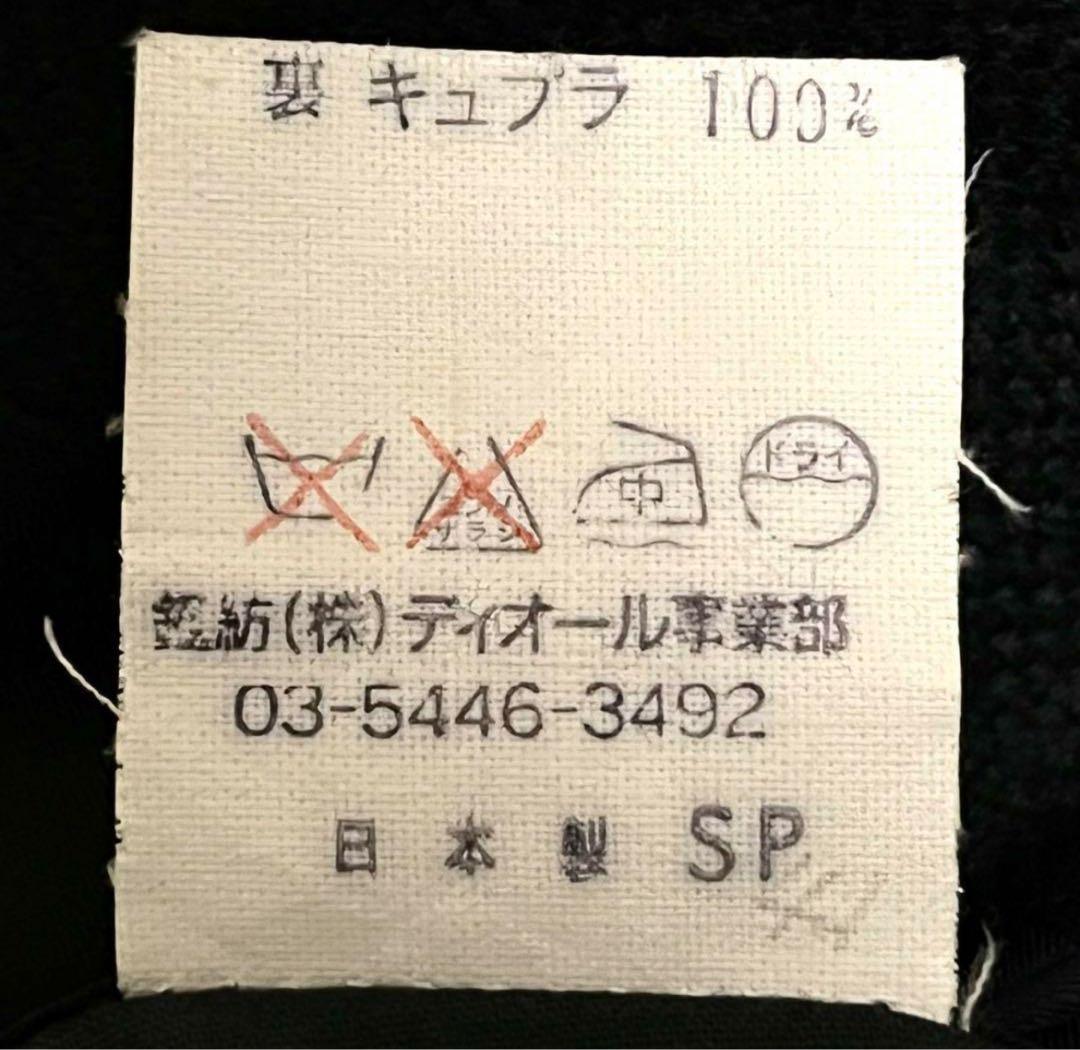 裏 キュプラ 100%
中 ドライ
鐘紡(株)ディオール事業部
03-5446-3492
日本製 SP